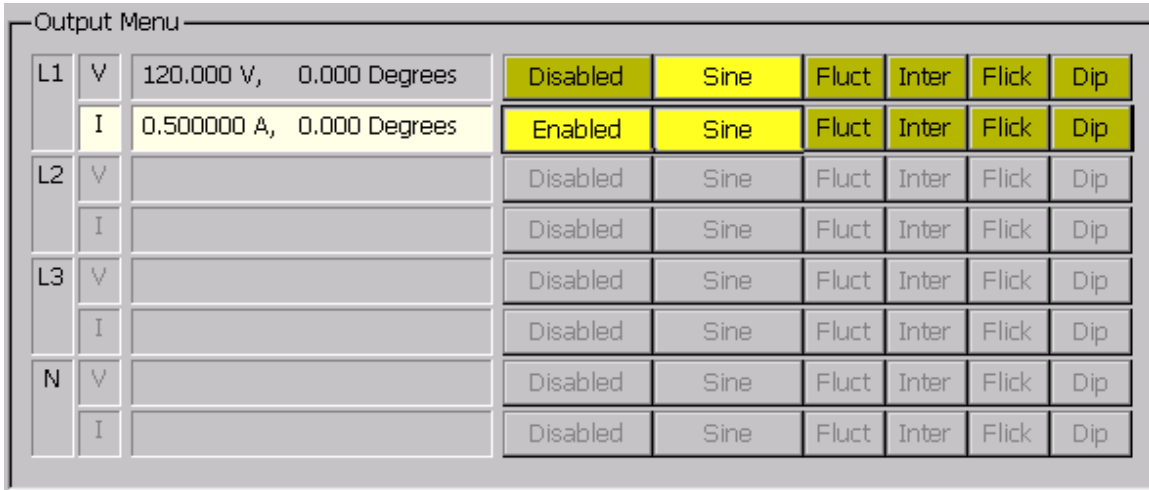 Output Menu
L1 V 120.000 V, 0.000 Degrees Disabled Sine Fluct Inter Flick Dip
I 0.500000 A, 0.000 Degrees Enabled Sine Fluct Inter Flick Dip
L2 V Disabled Sine Fluct Inter Flick Dip
I Disabled Sine Fluct Inter Flick Dip
L3 V Disabled Sine Fluct Inter Flick Dip
I Disabled Sine Fluct Inter Flick Dip
N V Disabled Sine Fluct Inter Flick Dip
I Disabled Sine Fluct Inter Flick Dip